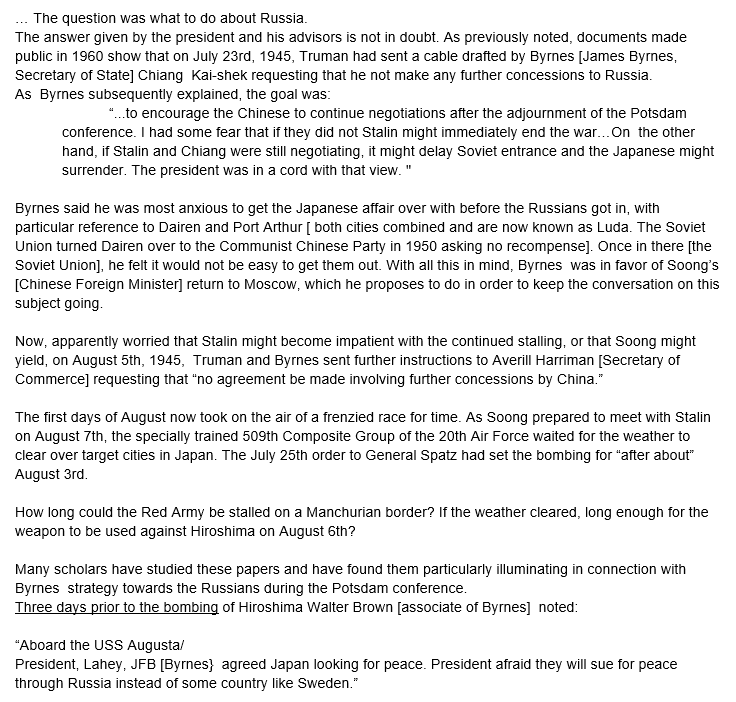 ... The question was what to do about Russia.
The answer given by the president and his advisors is not in doubt. As previously noted, documents made
public in 1960 show that on July 23rd, 1945, Truman had sent a cable drafted by Byrnes [James Byrnes,
Secretary of State] Chiang  Kai-shek requesting that he not make any further concessions to Russia.
As  Byrnes subsequently explained, the goal was:
“...to encourage the Chinese to continue negotiations after the adjournment of the Potsdam
conference. I had some fear that if they did not Stalin might immediately end the war…On  the other
hand, if Stalin and Chiang were still negotiating, it might delay Soviet entrance and the Japanese might
surrender. The president was in a cord with that view. "
Byrnes said he was most anxious to get the Japanese affair over with before the Russians got in, with
particular reference to Dairen and Port Arthur [ both cities combined and are now known as Luda. The Soviet
Union turned Dairen over to the Communist Chinese Party in 1950 asking no recompense]. Once in there [the
Soviet Union], he felt it would not be easy to get them out. With all this in mind, Byrnes  was in favor of Soong’s
[Chinese Foreign Minister] return to Moscow, which he proposes to do in order to keep the conversation on this
subject going.
Now, apparently worried that Stalin might become impatient with the continued stalling, or that Soong might
yield, on August 5th, 1945,  Truman and Byrnes sent further instructions to Averill Harriman [Secretary of
Commerce] requesting that “no agreement be made involving further concessions by China.”
The first days of August now took on the air of a frenzied race for time. As Soong prepared to meet with Stalin
on August 7th, the specially trained 509th Composite Group of the 20th Air Force waited for the weather to
clear over target cities in Japan. The July 25th order to General Spatz had set the bombing for “after about”
August 3rd.
How long could the Red Army be stalled on a Manchurian border? If the weather cleared, long enough for the
weapon to be used against Hiroshima on August 6th?
Many scholars have studied these papers and have found them particularly illuminating in connection with
Byrnes  strategy towards the Russians during the Potsdam conference.
Three days prior to the bombing of Hiroshima Walter Brown [associate of Byrnes]  noted:
“Aboard the USS Augusta/
President, Lahey, JFB [Byrnes}  agreed Japan looking for peace. President afraid they will sue for peace
through Russia instead of some country like Sweden.”